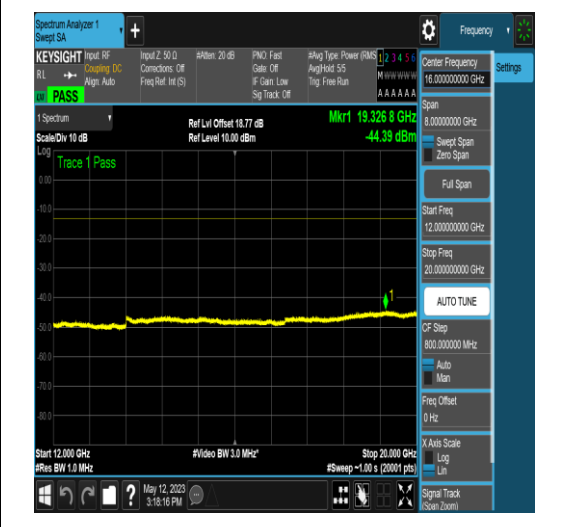 Spectrum Analyzer 1
Swept SA
Frequency
KEYSIGHT
RL
PASS
Input: RF
Coupling: DC
Align: Auto
Input Z: 50 Ω
Corrections: Off
Freq Ref: Int (S)
#Atten: 20 dB
PNO: Fast
Gate: Off
IF Gain: Low
Sig Track: Off
#Avg Type: Power (RMS
Avg|Hold: 5/5
Trig: Free Run
1 2 3 4 5 6
M W W W W W
A A A A A A
1 Spectrum
Scale/Div 10 dB
Ref Lvl Offset 18.77 dB
Ref Level 10.00 dBm
Mkr1 19.326 8 GHz
-44.39 dBm
Log
Trace 1 Pass
0.00
-10.0
-20.0
-30.0
-40.0
-50.0
-60.0
-70.0
-80.0
1
Start 12.000 GHz
#Res BW 1.0 MHz
#Video BW 3.0 MHz*
Stop 20.000 GHz
#Sweep ~1.00 s (20001 pts)
May 12, 2023
3:18:16 PM
Center Frequency
16.000000000 GHz
Span
8.00000000 GHz
Swept Span
Zero Span
Full Span
Start Freq
12.000000000 GHz
Stop Freq
20.000000000 GHz
AUTO TUNE
CF Step
800.000000 MHz
Auto
Man
Freq Offset
0 Hz
X Axis Scale
Log
Lin
Signal Track
(Span Zoom)
Settings